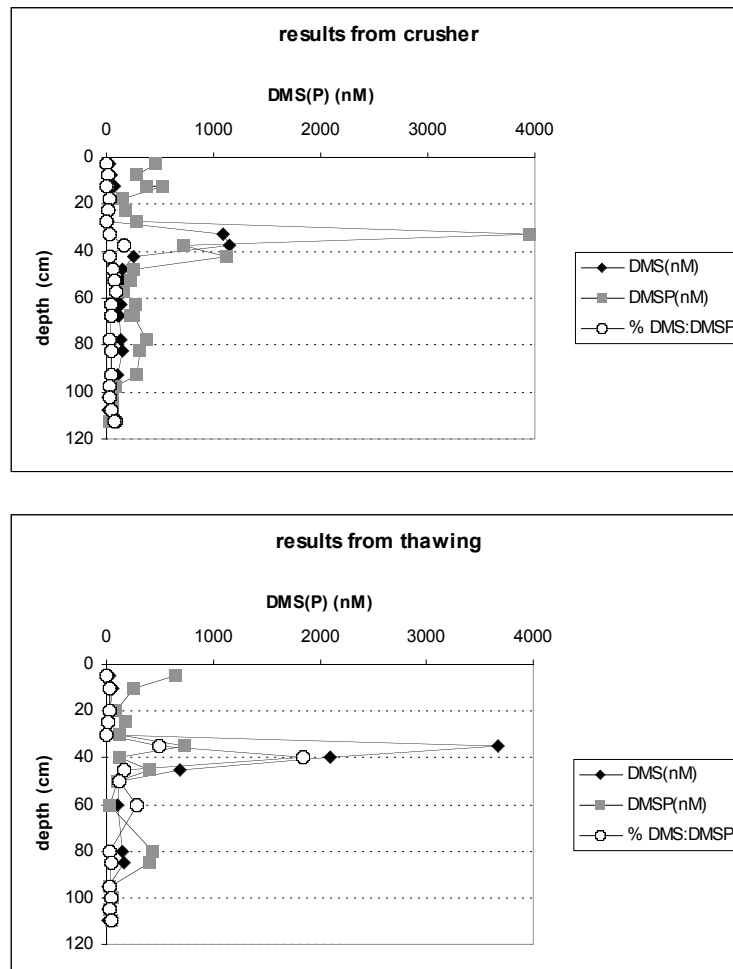 results from crusher
DMS(P) (nM)
0 1000 2000 3000 4000
0
20
40
60
80
100
120
depth (cm)
DMS(nM)
DMSP(nM)
% DMS:DMSP
results from thawing
DMS(P) (nM)
0 1000 2000 3000 4000
0
20
40
60
80
100
120
depth (cm)
DMS(nM)
DMSP(nM)
% DMS:DMSP